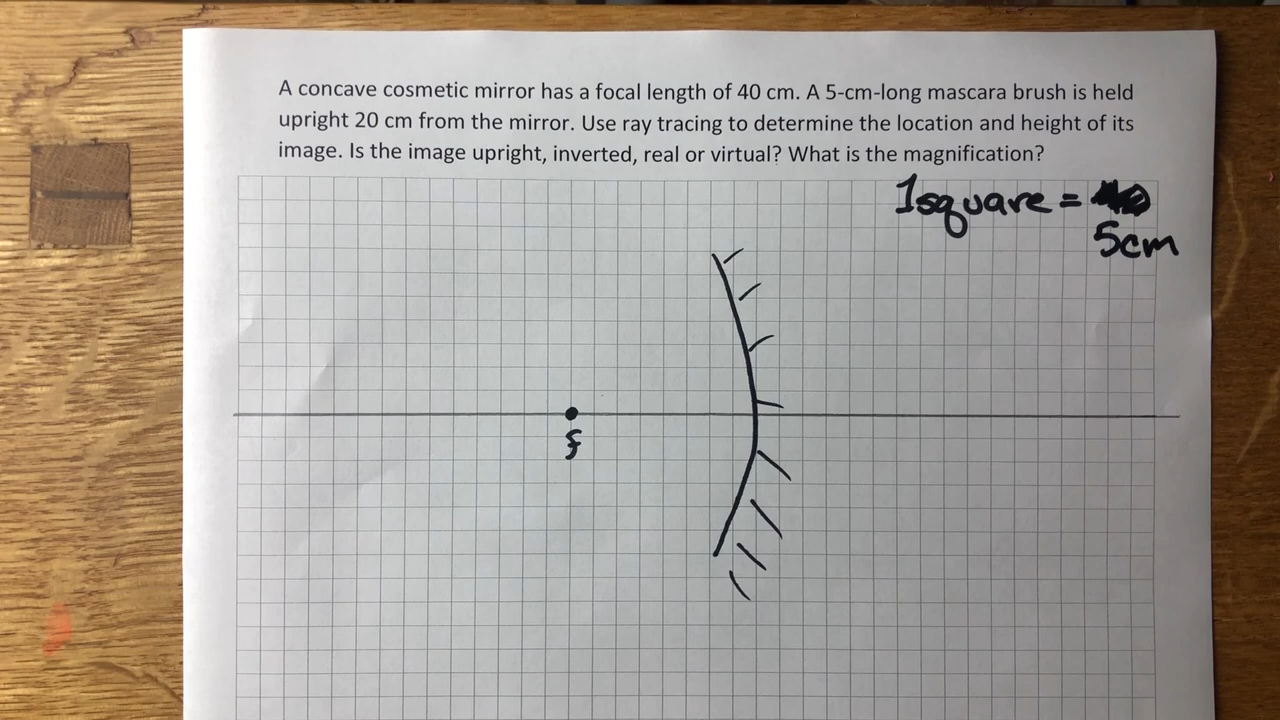 A concave cosmetic mirror has a focal length of 40 cm. A 5-cm-long mascara brush is held
upright 20 cm from the mirror. Use ray tracing to determine the location and height of its
image. Is the image upright, inverted, real or virtual? What is the magnification?
1square =
5cm
f